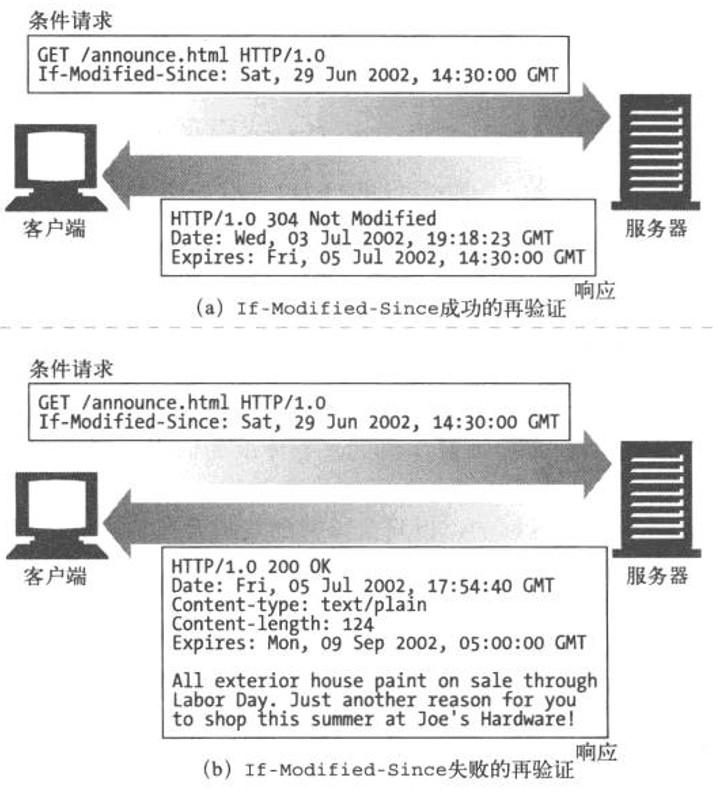 条件请求
GET /announce.html HTTP/1.0
If-Modified-Since: Sat, 29 Jun 2002, 14:30:00 GMT
客户端
服务器
HTTP/1.0 304 Not Modified
Date: Wed, 03 Jul 2002, 19:18:23 GMT
Expires: Fri, 05 Jul 2002, 14:30:00 GMT
响应
(a) If-Modified-Since成功的再验证
条件请求
GET /announce.html HTTP/1.0
If-Modified-Since: Sat, 29 Jun 2002, 14:30:00 GMT
客户端
服务器
HTTP/1.0 200 OK
Date: Fri, 05 Jul 2002, 17:54:40 GMT
Content-type: text/plain
Content-length: 124
Expires: Mon, 09 Sep 2002, 05:00:00 GMT
All exterior house paint on sale through
Labor Day. Just another reason for you
to shop this summer at Joe's Hardware!
响应
(b) If-Modified-Since失败的再验证